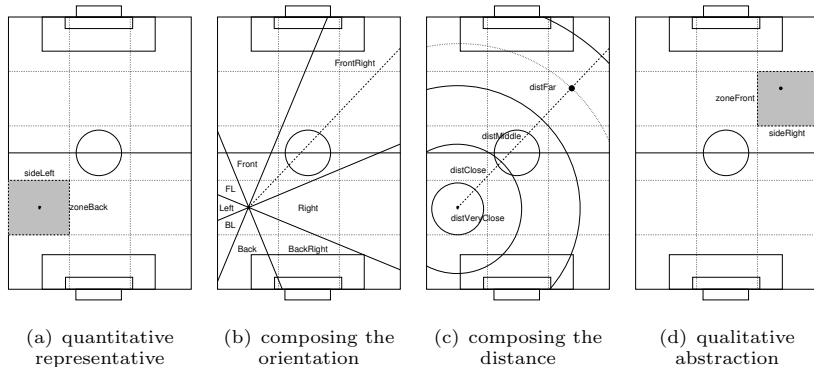 sideLeft
zoneBack
FrontRight
Front
FL
Left
Right
BL
Back
BackRight
distFar
distMiddle
distClose
distVeryClose
zoneFront
sideRight
(a) quantitative
representative
(b) composing the
orientation
(c) composing the
distance
(d) qualitative
abstraction